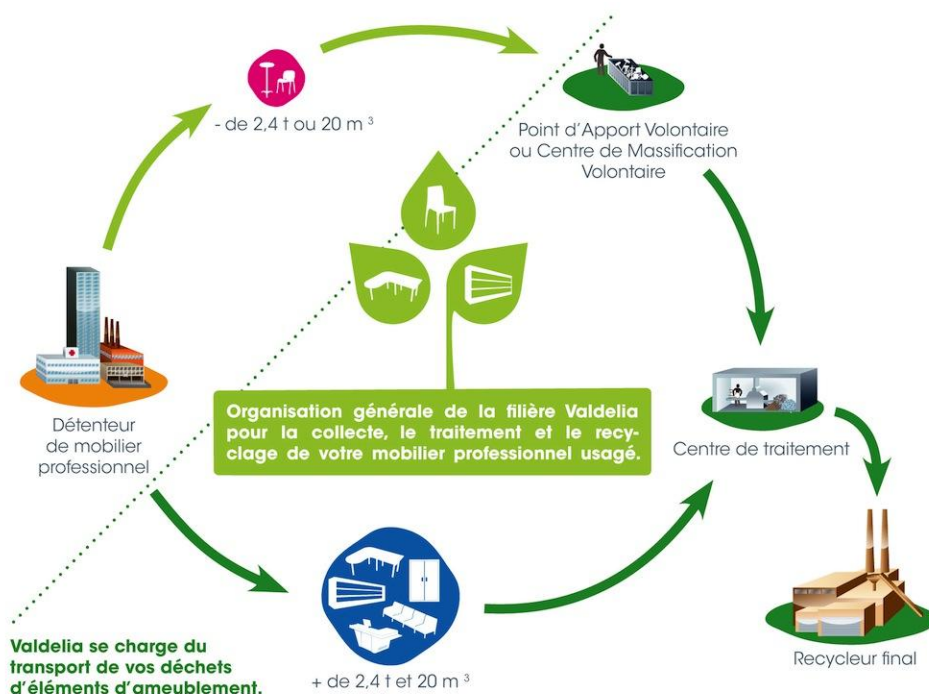 - de 2,4 t ou 20 m ³
Point d'Apport Volontaire
ou Centre de Massification
Volontaire
Détenteur
de mobilier
professionnel
Organisation générale de la filière Valdelia
pour la collecte, le traitement et le recy-
clage de votre mobilier professionnel usagé.
Centre de traitement
Valdelia se charge du
transport de vos déchets
d'éléments d'ameublement.
+ de 2,4 t et 20 m ³
Recycleur final